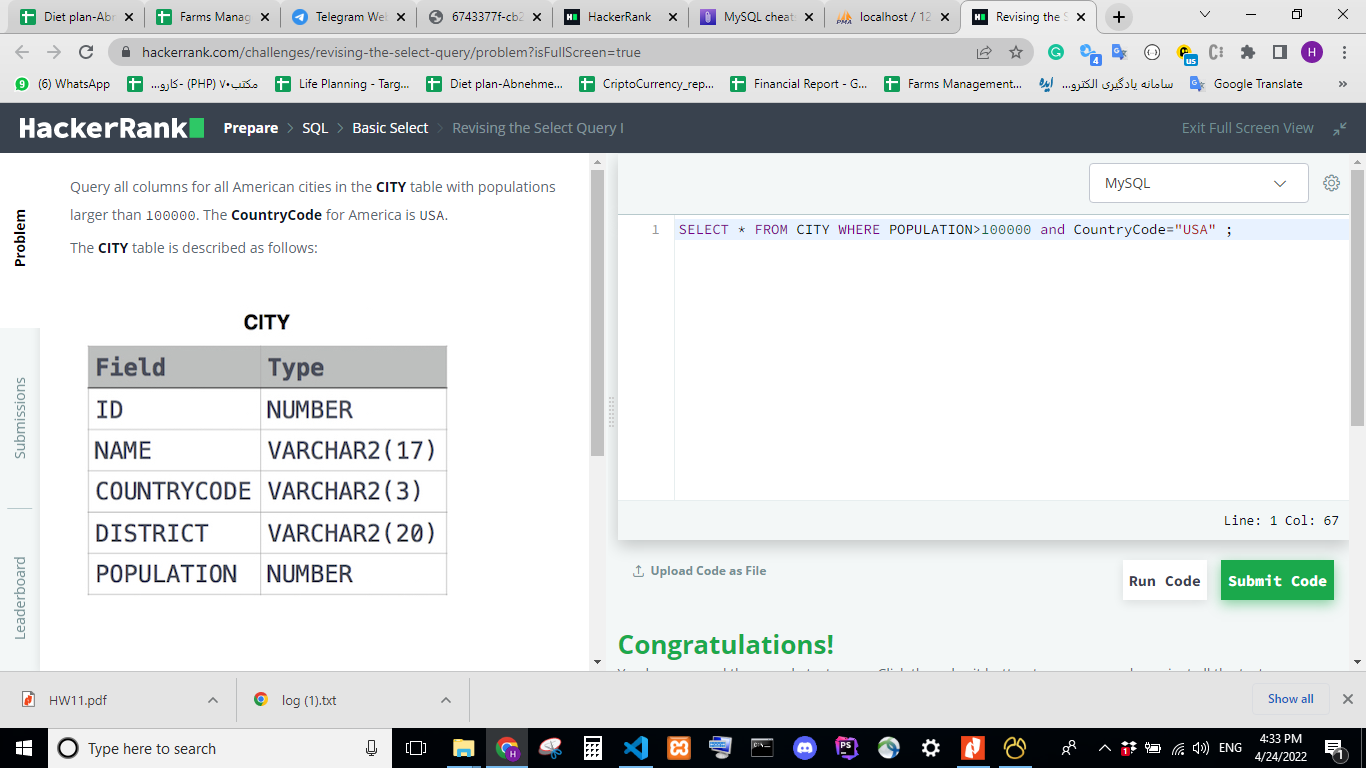 Diet plan-Abr
Farms Manag
Telegram We
6743377f-cb2
HackerRank
MySQL cheat
localhost / 12
Revising the S
hackerrank.com/challenges/revising-the-select-query/problem?isFullScreen=true
(6) WhatsApp
مکتب۷۰ (PHP) -کارو...
Life Planning - Targ...
Diet plan-Abnehme...
CriptoCurrency_rep...
Financial Report - G...
Farms Management...
سامانه یادگیری الکترو...
Google Translate
HackerRank
Prepare > SQL > Basic Select > Revising the Select Query I
Exit Full Screen View
Problem
Submissions
Leaderboard
Query all columns for all American cities in the CITY table with populations
larger than 100000. The CountryCode for America is USA.
The CITY table is described as follows:
CITY
Field Type
ID NUMBER
NAME VARCHAR2(17)
COUNTRYCODE VARCHAR2(3)
DISTRICT VARCHAR2(20)
POPULATION NUMBER
MySQL
1 SELECT * FROM CITY WHERE POPULATION>100000 and CountryCode="USA" ;
Line: 1 Col: 67
Upload Code as File
Run Code
Submit Code
Congratulations!
HW11.pdf
log (1).txt
Show all
Type here to search
ENG
4:33 PM
4/24/2022